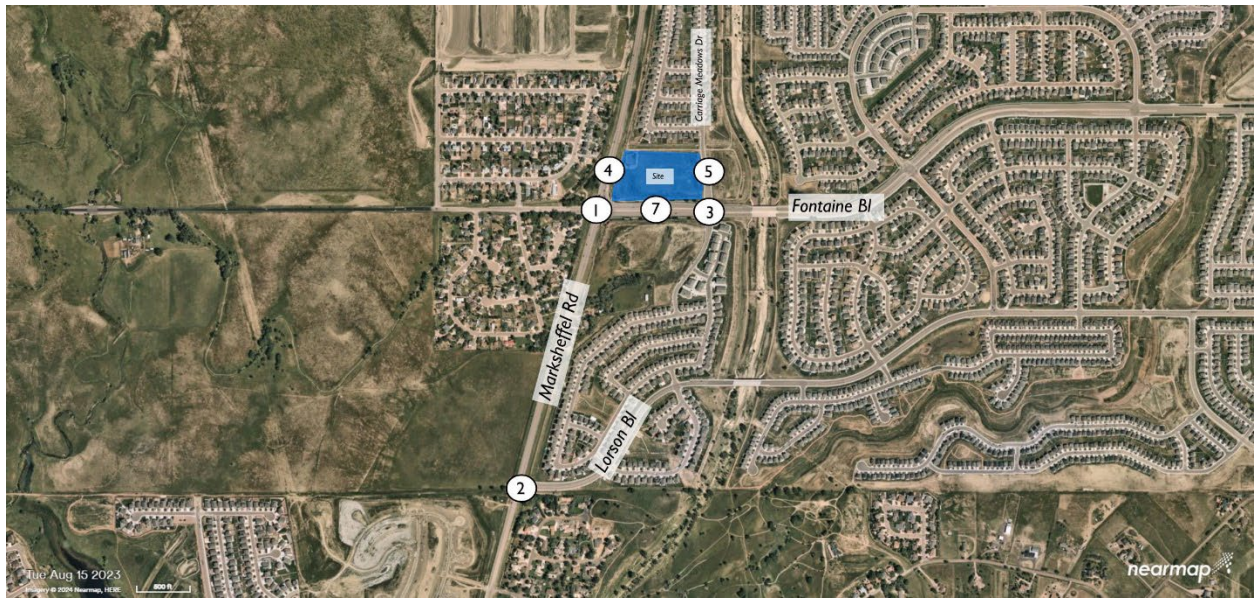 Carriage Meadows Dr
4
Site
5
1
7
3
Fontaine Bl
Marksheffel Rd
Lorson Bl
2
Tue Aug 15 2023
Imagery © 2024 Nearmap, HERE
800 ft
nearmap